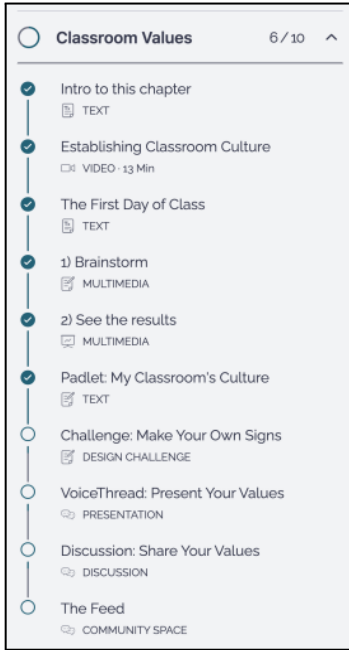 Classroom Values 6/10
Intro to this chapter
TEXT
Establishing Classroom Culture
VIDEO · 13 Min
The First Day of Class
TEXT
1) Brainstorm
MULTIMEDIA
2) See the results
MULTIMEDIA
Padlet: My Classroom's Culture
TEXT
Challenge: Make Your Own Signs
DESIGN CHALLENGE
VoiceThread: Present Your Values
PRESENTATION
Discussion: Share Your Values
DISCUSSION
The Feed
COMMUNITY SPACE